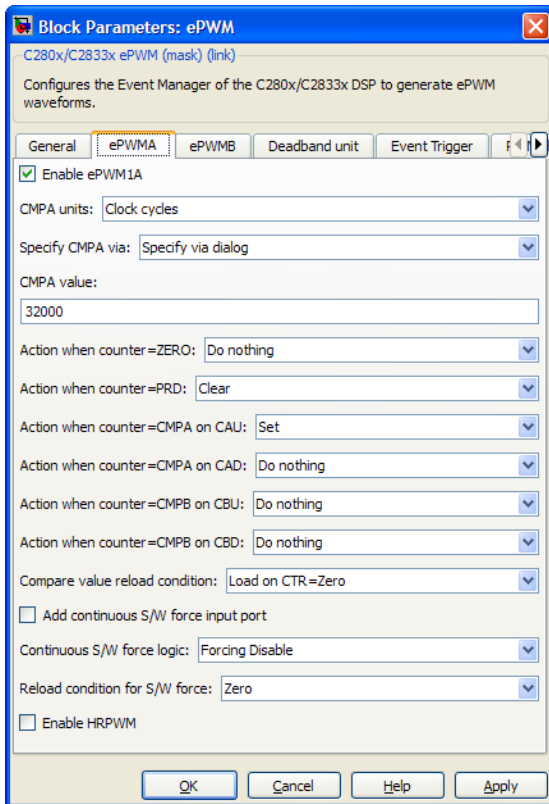 Block Parameters: ePWM
C280x/C2833x ePWM (mask) (link)
Configures the Event Manager of the C280x/C2833x DSP to generate ePWM
waveforms.
General ePWMA ePWMB Deadband unit Event Trigger
Enable ePWM1A
CMPA units: Clock cycles
Specify CMPA via: Specify via dialog
CMPA value:
32000
Action when counter=ZERO: Do nothing
Action when counter=PRD: Clear
Action when counter=CMPA on CAU: Set
Action when counter=CMPA on CAD: Do nothing
Action when counter=CMPB on CBU: Do nothing
Action when counter=CMPB on CBD: Do nothing
Compare value reload condition: Load on CTR=Zero
Add continuous S/W force input port
Continuous S/W force logic: Forcing Disable
Reload condition for S/W force: Zero
Enable HRPWM
OK Cancel Help Apply